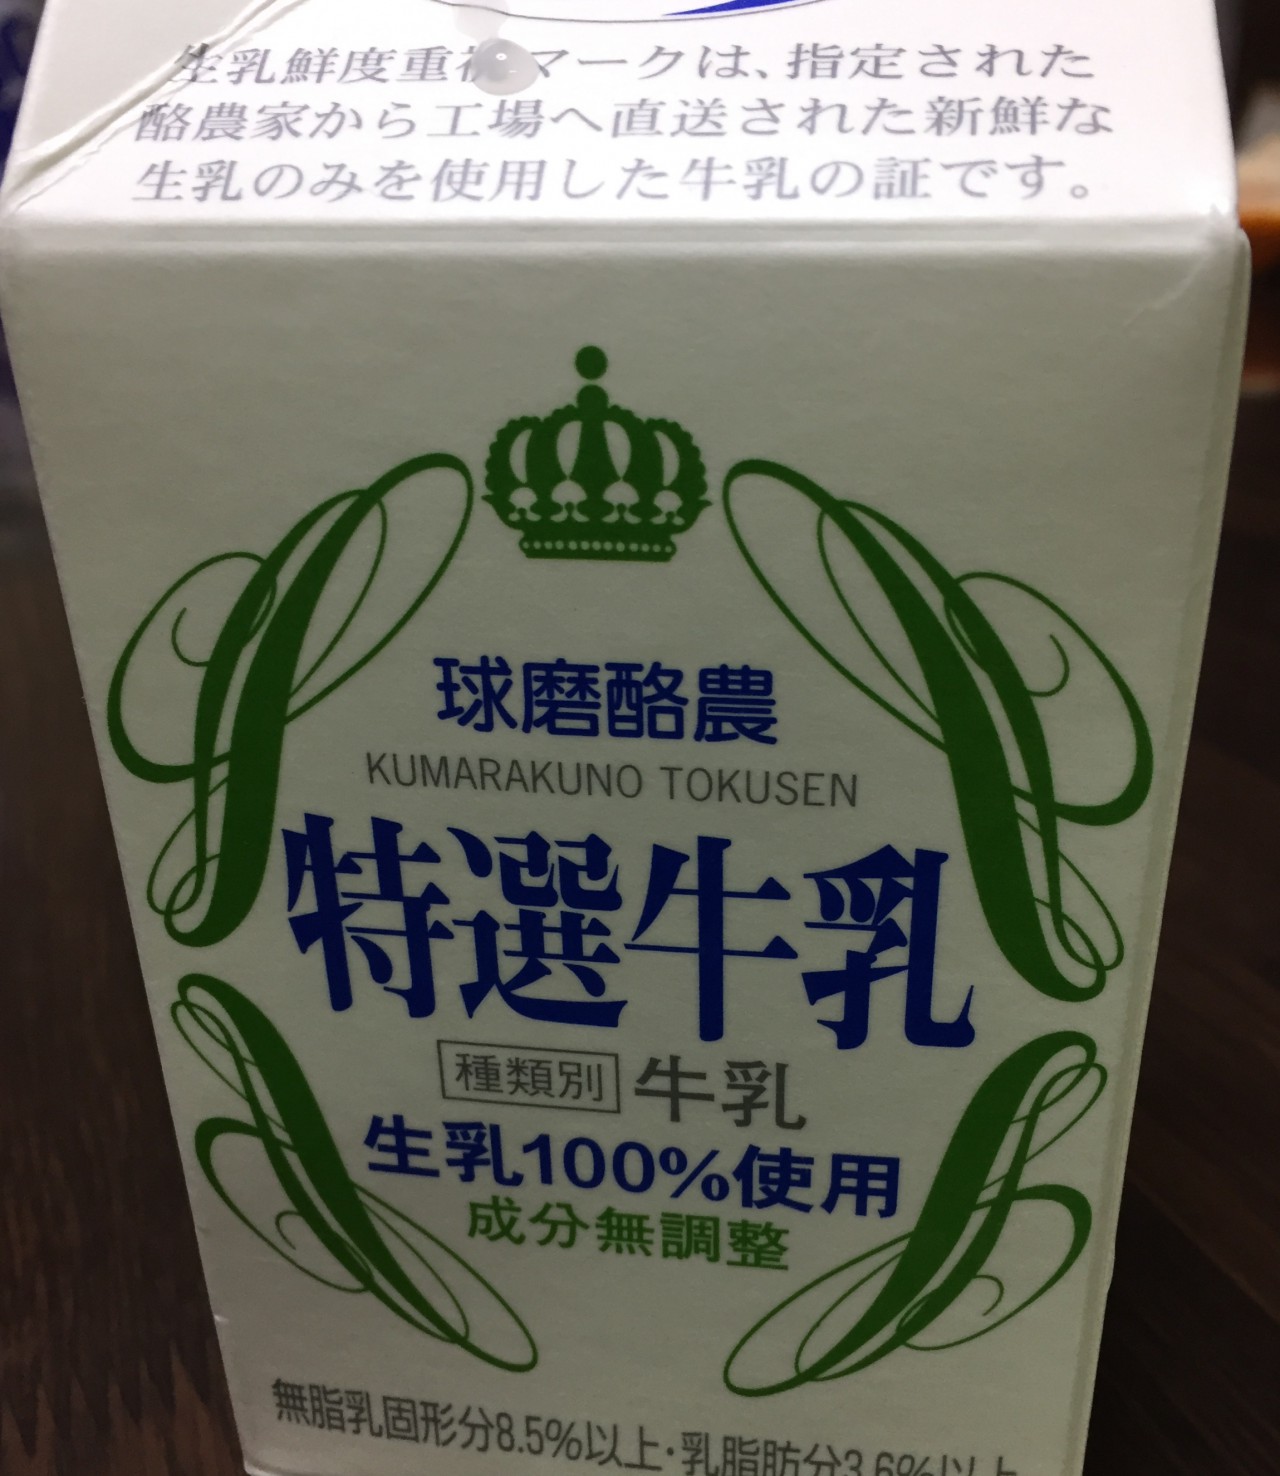 生乳鮮度重視マークは、指定された
酪農家から工場へ直送された新鮮な
生乳のみを使用した牛乳の証です。
球磨酪農
KUMARAKUNO TOKUSEN
特選牛乳
種類別 牛乳
生乳100%使用
成分無調整
無脂乳固形分8.5%以上・乳脂肪分3.6%以上